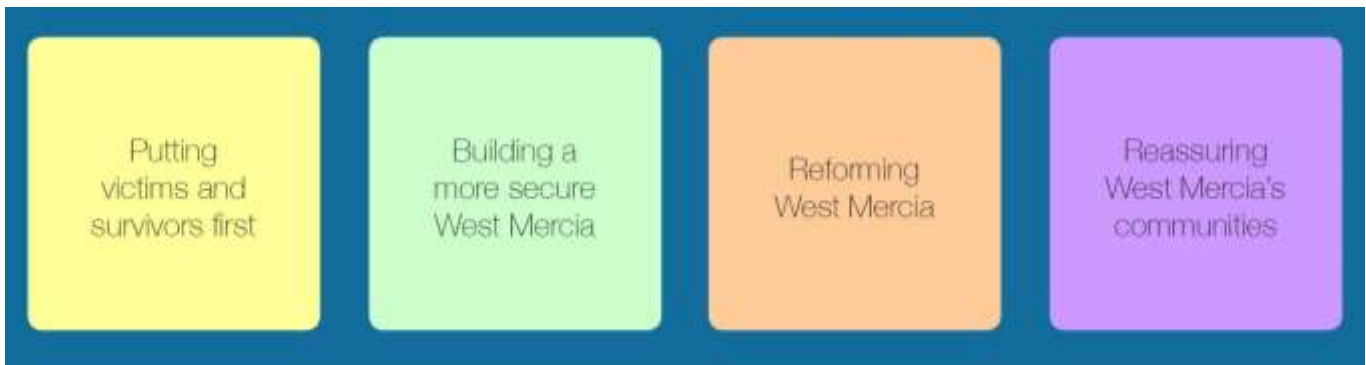 Putting
victims and
survivors first
Building a
more secure
West Mercia
Reforming
West Mercia
Reassuring
West Mercia's
communities